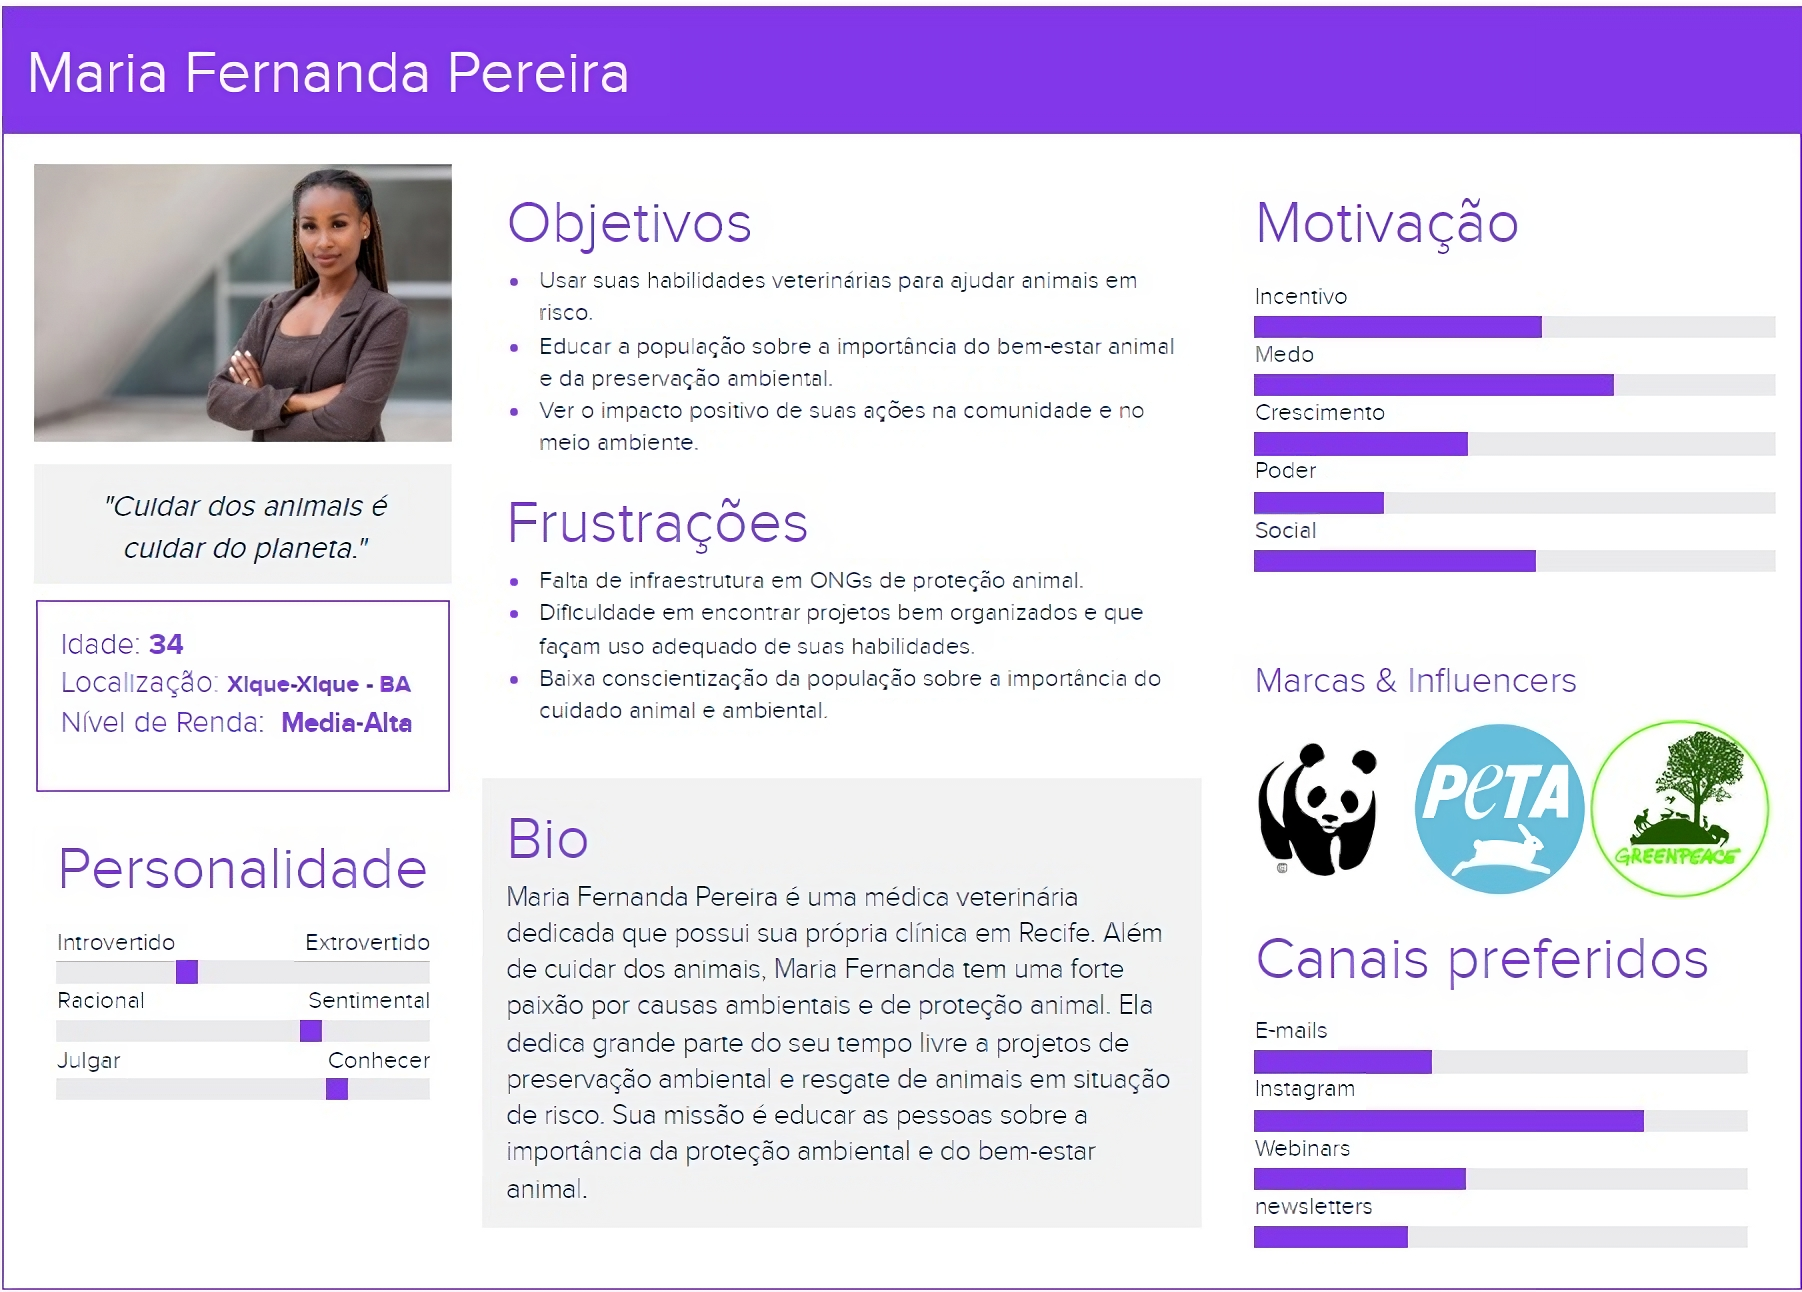 Maria Fernanda Pereira
"Cuidar dos animais é
cuidar do planeta."
Idade: 34
Localização: Xique-Xique - BA
Nível de Renda: Media-Alta
Personalidade
Introvertido Extrovertido
Racional Sentimental
Julgar Conhecer
Objetivos
• Usar suas habilidades veterinárias para ajudar animais em
risco.
• Educar a população sobre a importância do bem-estar animal
e da preservação ambiental.
• Ver o impacto positivo de suas ações na comunidade e no
meio ambiente.
Frustrações
• Falta de infraestrutura em ONGs de proteção animal.
• Dificuldade em encontrar projetos bem organizados e que
façam uso adequado de suas habilidades.
• Baixa conscientização da população sobre a importância do
cuidado animal e ambiental.
Bio
Maria Fernanda Pereira é uma médica veterinária
dedicada que possui sua própria clínica em Recife. Além
de cuidar dos animais, Maria Fernanda tem uma forte
paixão por causas ambientais e de proteção animal. Ela
dedica grande parte do seu tempo livre a projetos de
preservação ambiental e resgate de animais em situação
de risco. Sua missão é educar as pessoas sobre a
importância da proteção ambiental e do bem-estar
animal.
Motivação
Incentivo
Medo
Crescimento
Poder
Social
Marcas & Influencers
PeTA
GREENPEACE
Canais preferidos
E-mails
Instagram
Webinars
newsletters